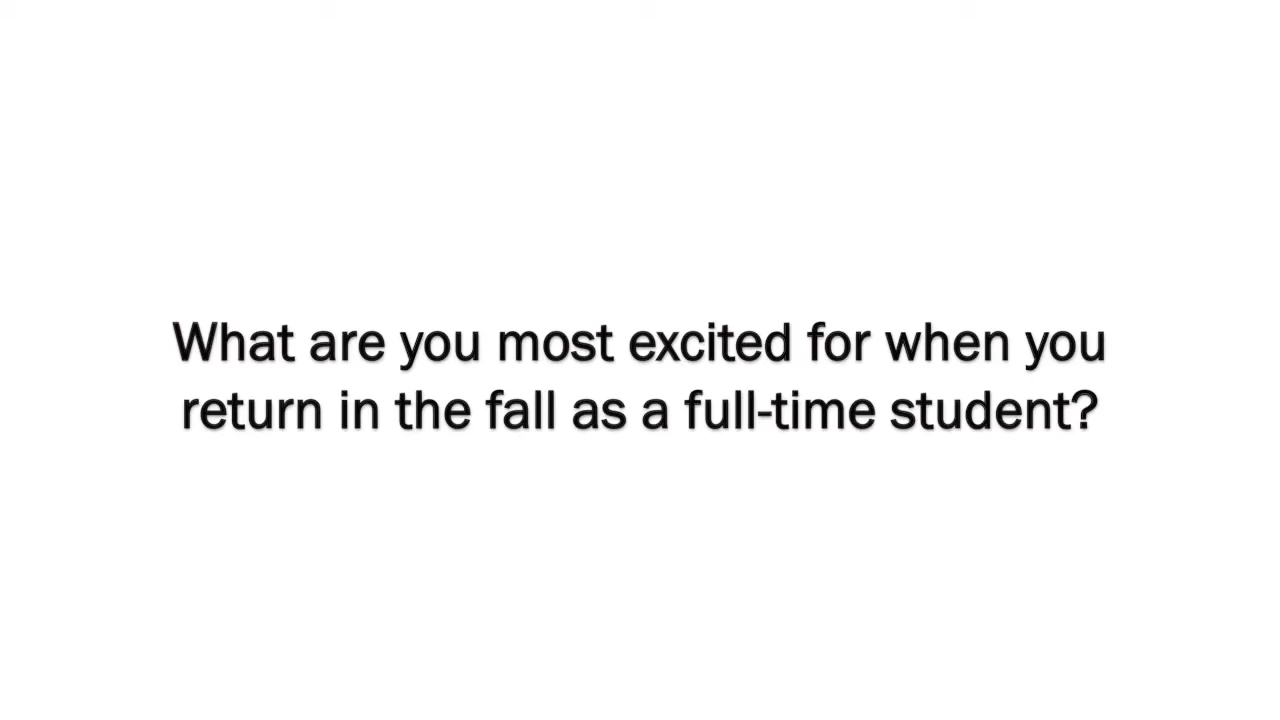 What are you most excited for when you
return in the fall as a full-time student?